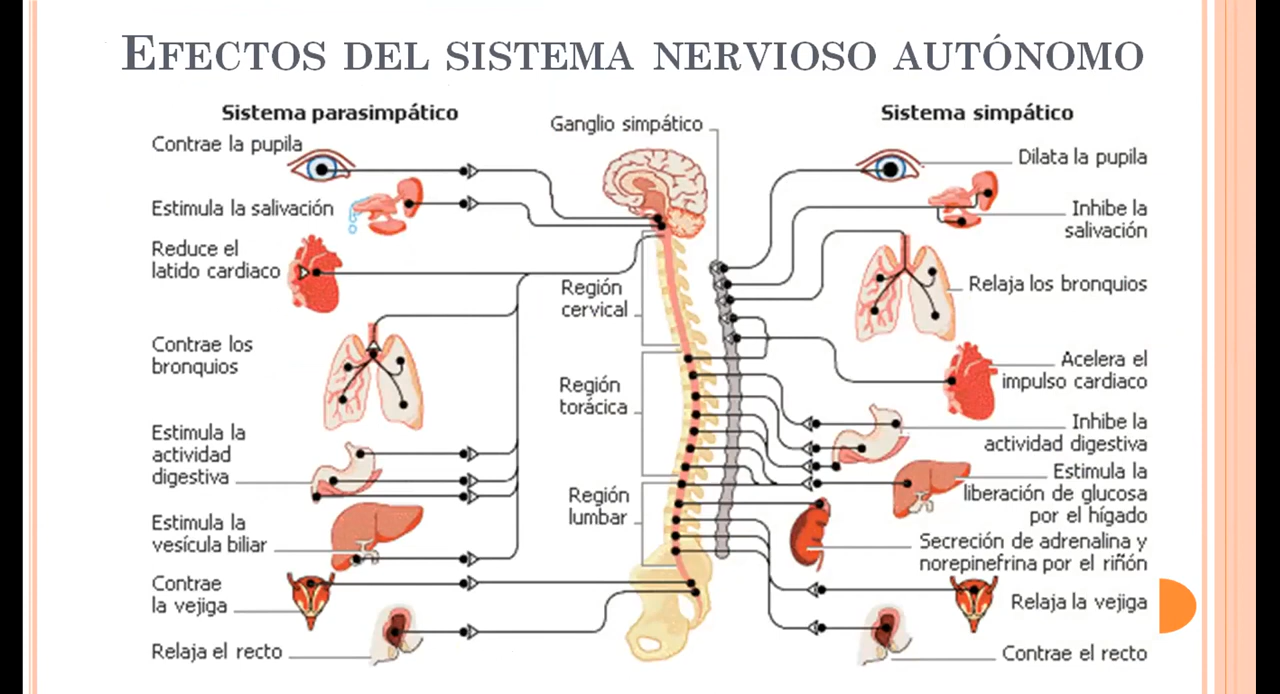 EFECTOS DEL SISTEMA NERVIOSO AUTÓNOMO
Sistema parasimpático
Contrae la pupila
Estimula la salivación
Reduce el
latido cardiaco
Contrae los
bronquios
Estimula la
actividad
digestiva
Estimula la
vesícula biliar
Contrae
la vejiga
Relaja el recto
Ganglio simpático
Región
cervical
Región
torácica
Región
lumbar
Sistema simpático
Dilata la pupila
Inhibe la
salivación
Relaja los bronquios
Acelera el
impulso cardiaco
Inhibe la
actividad digestiva
Estimula la
liberación de glucosa
por el hígado
Secreción de adrenalina y
norepinefrina por el riñón
Relaja la vejiga
Contrae el recto